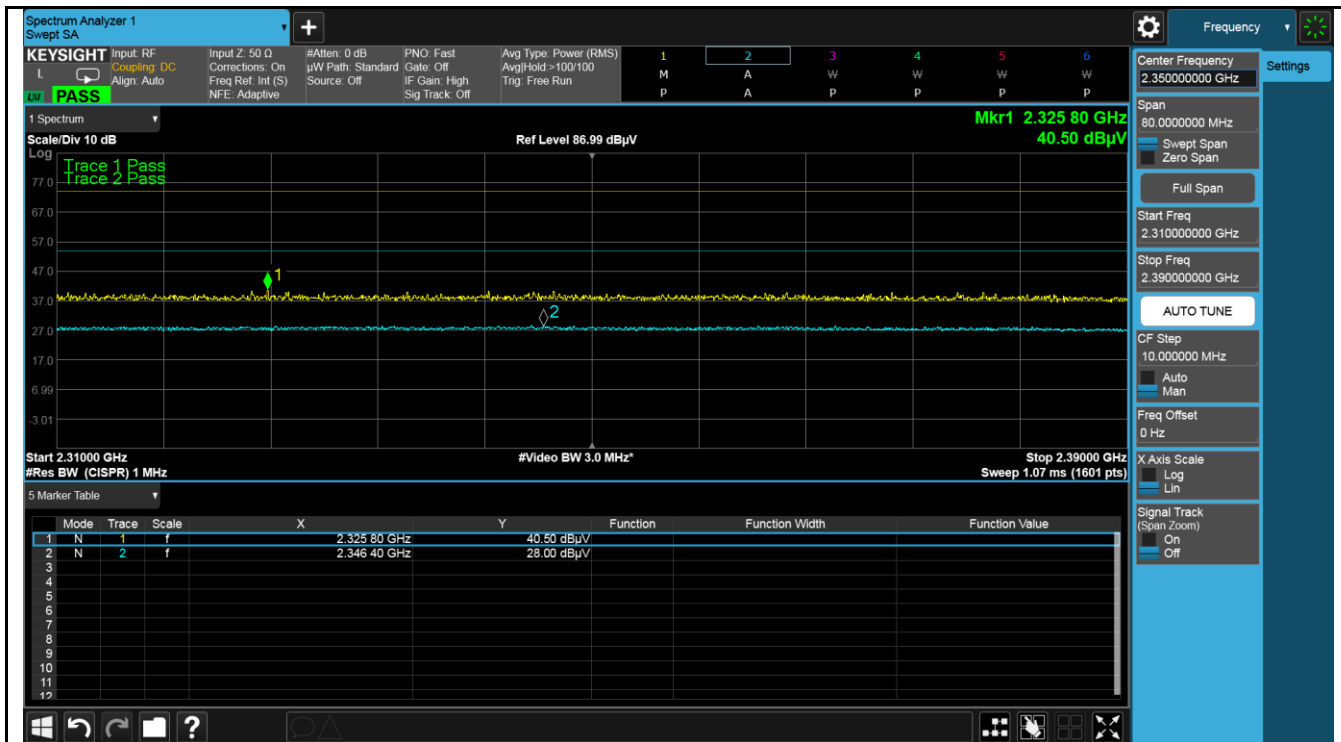 Spectrum Analyzer 1
Swept SA
Frequency
KEYSIGHT
L
LXI
PASS
Input: RF
Coupling: DC
Align: Auto
Input Z: 50 Ω
Corrections: On
Freq Ref: Int (S)
NFE: Adaptive
#Atten: 0 dB
µW Path: Standard
Source: Off
PNO: Fast
Gate: Off
IF Gain: High
Sig Track: Off
Avg Type: Power (RMS)
Avg|Hold:>100/100
Trig: Free Run
1 2 3 4 5 6
M A W W W W
P A P P P P
1 Spectrum
Scale/Div 10 dB
Ref Level 86.99 dBµV
Mkr1 2.325 80 GHz
40.50 dBµV
Log
Trace 1 Pass
Trace 2 Pass
77.0
67.0
57.0
47.0
37.0
27.0
17.0
6.99
-3.01
1
2
Start 2.31000 GHz
#Video BW 3.0 MHz*
Stop 2.39000 GHz
#Res BW (CISPR) 1 MHz
Sweep 1.07 ms (1601 pts)
5 Marker Table
Mode Trace Scale X Y Function Function Width Function Value
1 N 1 f 2.325 80 GHz 40.50 dBµV
2 N 2 f 2.346 40 GHz 28.00 dBµV
3
4
5
6
7
8
9
10
11
12
?
Center Frequency
2.350000000 GHz
Settings
Span
80.0000000 MHz
Swept Span
Zero Span
Full Span
Start Freq
2.310000000 GHz
Stop Freq
2.390000000 GHz
AUTO TUNE
CF Step
10.000000 MHz
Auto
Man
Freq Offset
0 Hz
X Axis Scale
Log
Lin
Signal Track
(Span Zoom)
On
Off